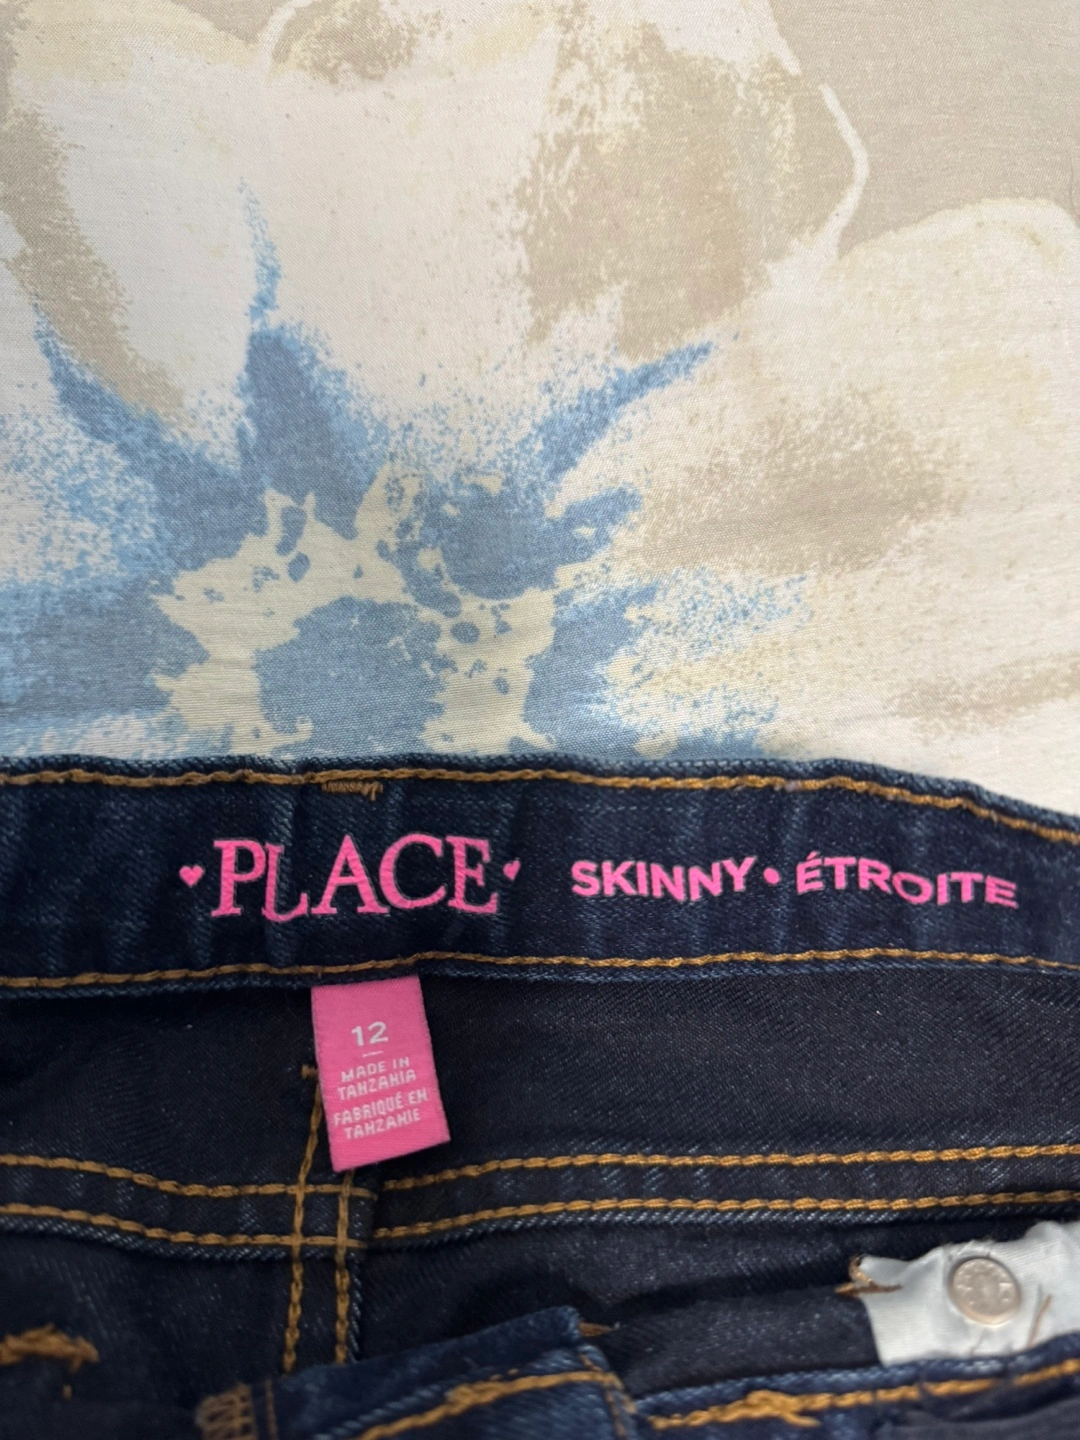 ♥PLACE♥ SKINNY • ÉTROITE
12
MADE IN
TANZANIA
FABRIQUÉ EN
TANZANIE